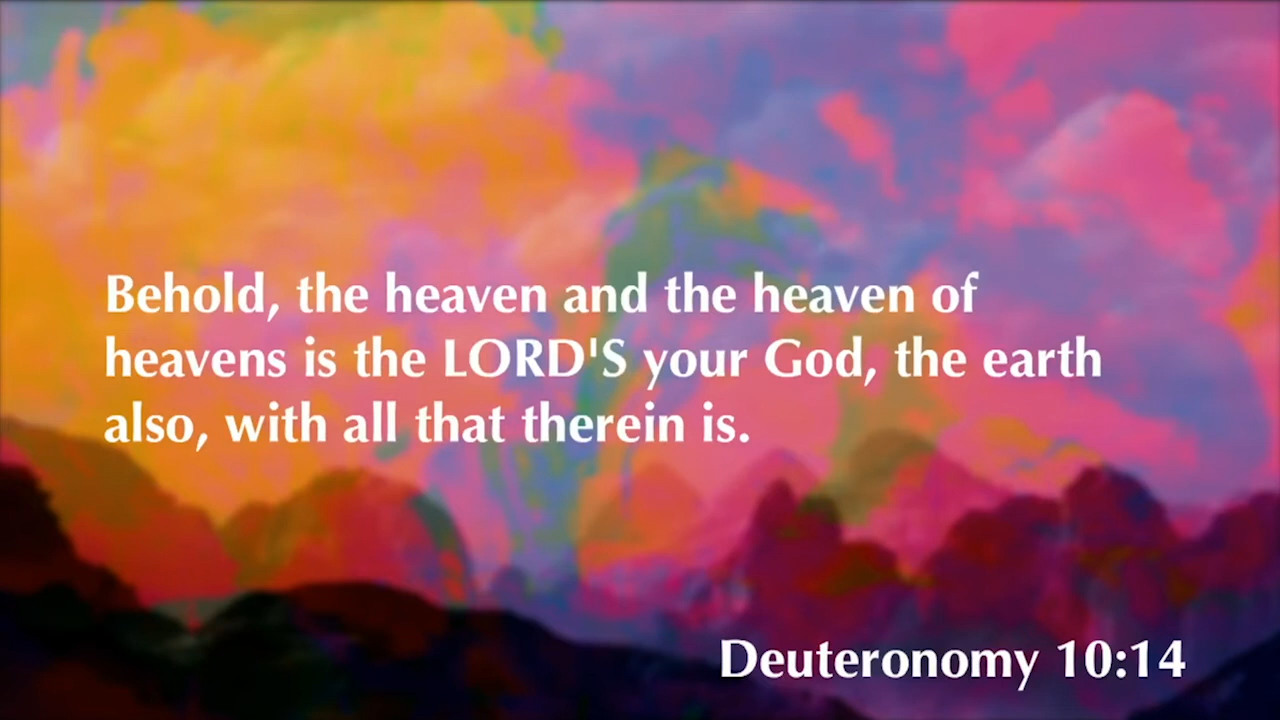 Behold, the heaven and the heaven of
heavens is the LORD'S your God, the earth
also, with all that therein is.
Deuteronomy 10:14